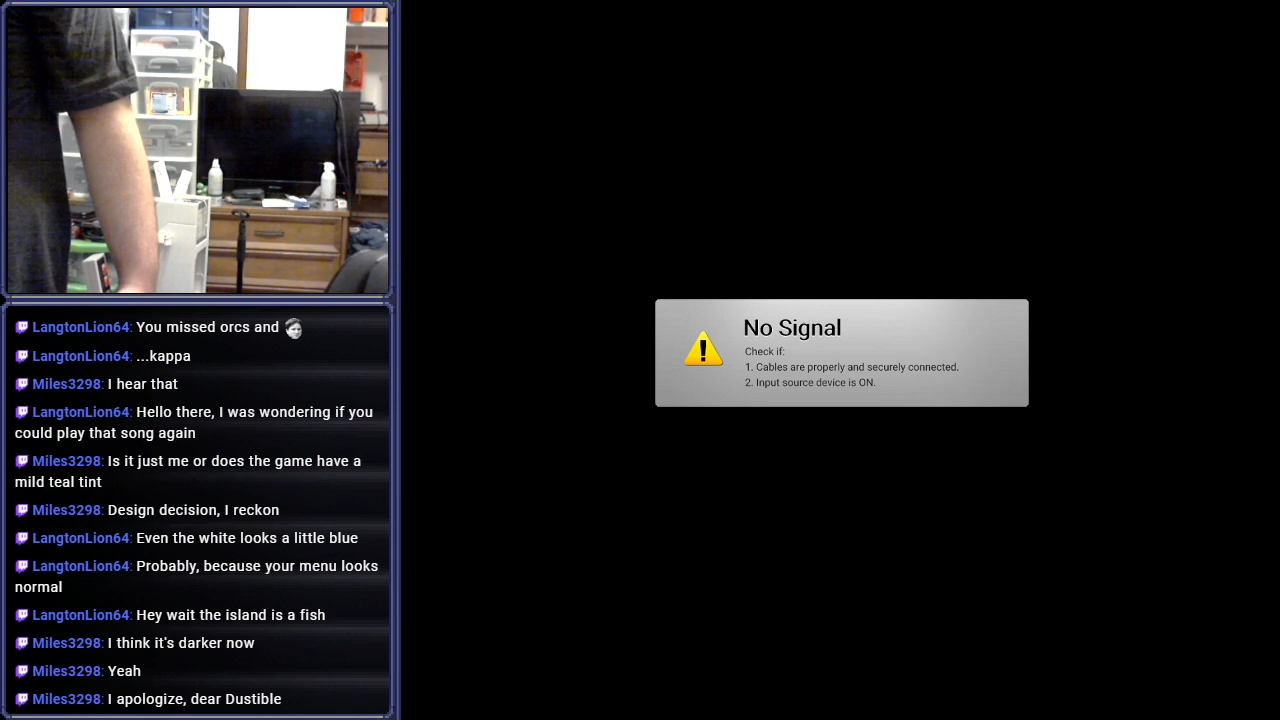 LangtonLion64: You missed orcs and
LangtonLion64: ...kappa
Miles3298: I hear that
LangtonLion64: Hello there, I was wondering if you
could play that song again
Miles3298: Is it just me or does the game have a
mild teal tint
Miles3298: Design decision, I reckon
LangtonLion64: Even the white looks a little blue
LangtonLion64: Probably, because your menu looks
normal
LangtonLion64: Hey wait the island is a fish
Miles3298: I think it's darker now
Miles3298: Yeah
Miles3298: I apologize, dear Dustible
No Signal
Check if:
1. Cables are properly and securely connected.
2. Input source device is ON.